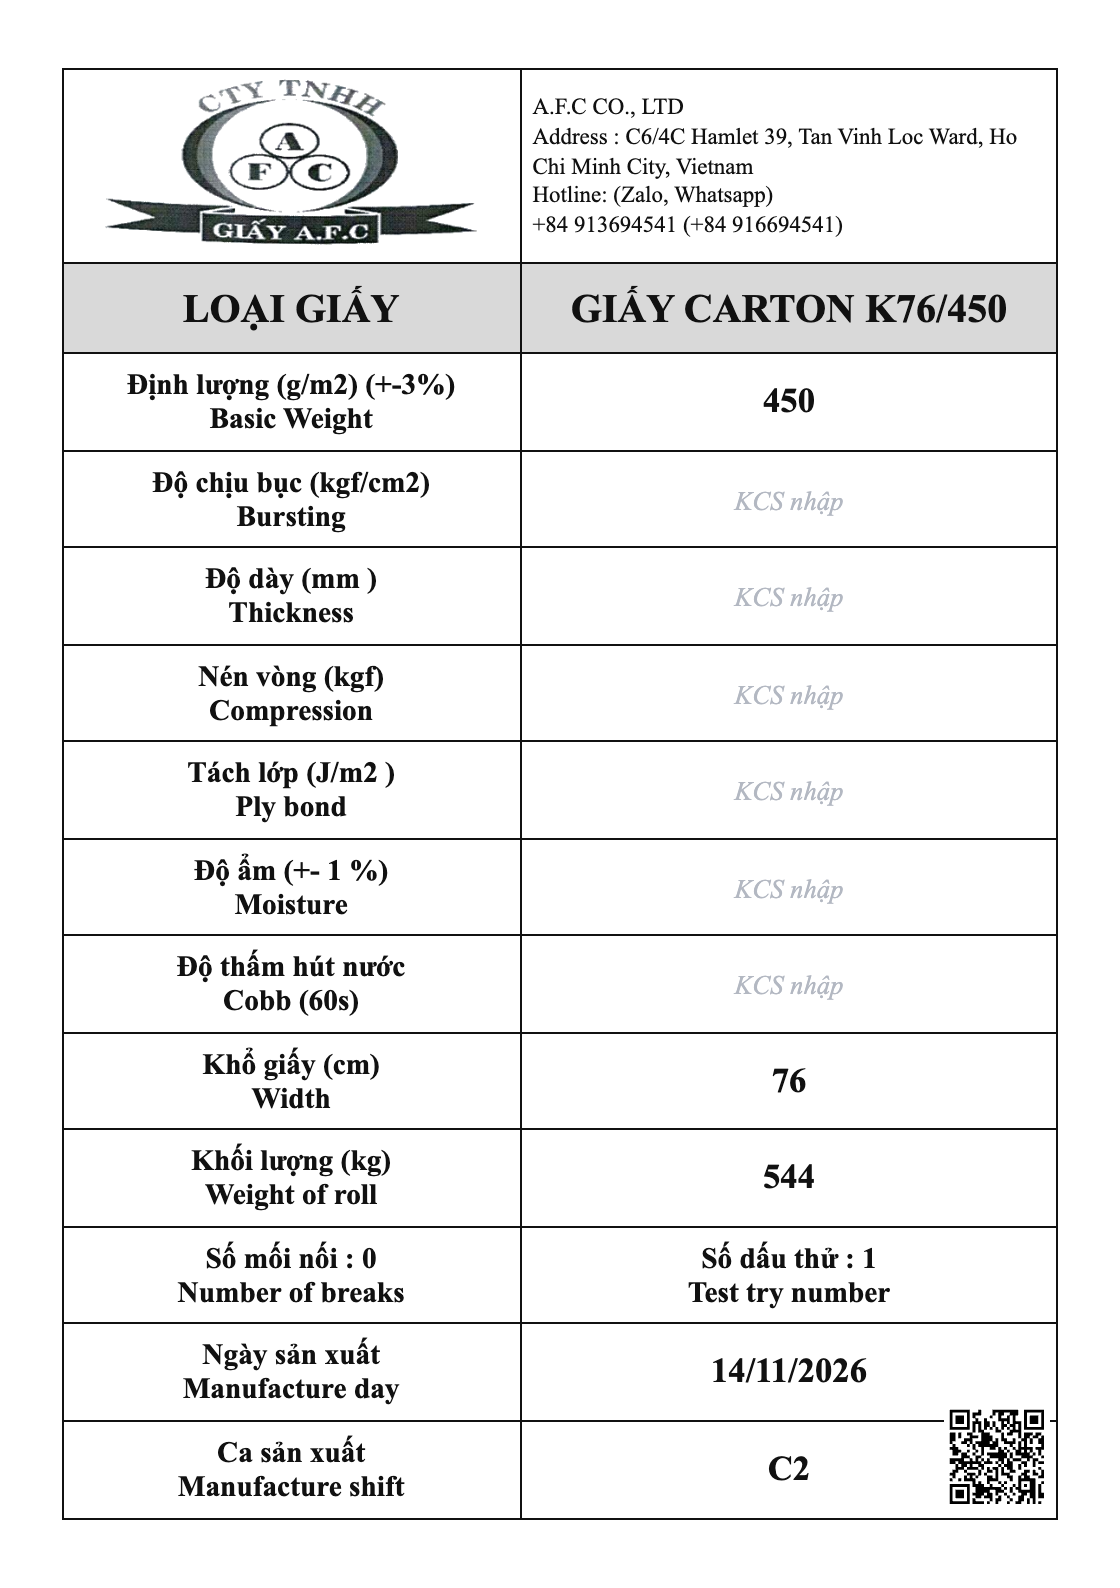 CTY TNHH
A
F C
GIẤY A.F.C
A.F.C CO., LTD
Address : C6/4C Hamlet 39, Tan Vinh Loc Ward, Ho
Chi Minh City, Vietnam
Hotline: (Zalo, Whatsapp)
+84 913694541 (+84 916694541)
LOẠI GIẤY
GIẤY CARTON K76/450
Định lượng (g/m2) (+-3%)
Basic Weight
450
Độ chịu bục (kgf/cm2)
Bursting
KCS nhập
Độ dày (mm )
Thickness
KCS nhập
Nén vòng (kgf)
Compression
KCS nhập
Tách lớp (J/m2 )
Ply bond
KCS nhập
Độ ẩm (+- 1 %)
Moisture
KCS nhập
Độ thấm hút nước
Cobb (60s)
KCS nhập
Khổ giấy (cm)
Width
76
Khối lượng (kg)
Weight of roll
544
Số mối nối : 0
Number of breaks
Số dấu thử : 1
Test try number
Ngày sản xuất
Manufacture day
14/11/2026
Ca sản xuất
Manufacture shift
C2